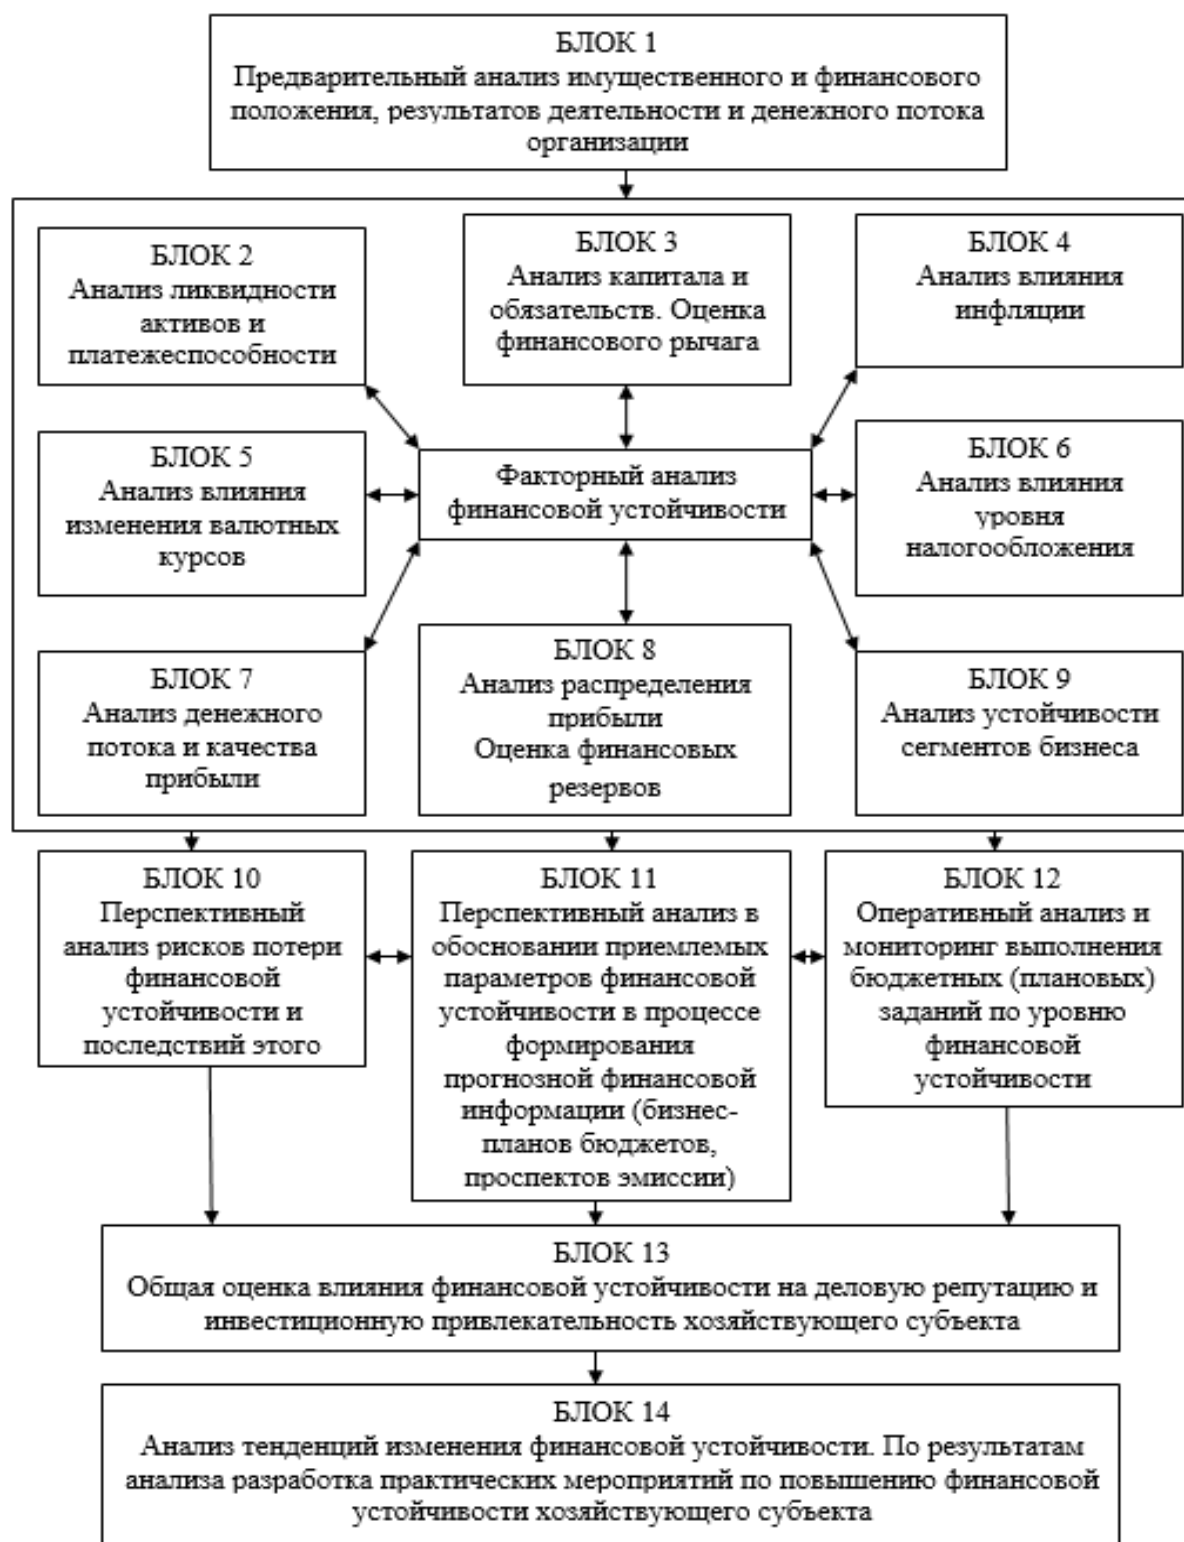 БЛОК 1
Предварительный анализ имущественного и финансового
положения, результатов деятельности и денежного потока
организации
БЛОК 2
Анализ ликвидности
активов и
платежеспособности
БЛОК 3
Анализ капитала и
обязательств. Оценка
финансового рычага
БЛОК 4
Анализ влияния
инфляции
БЛОК 5
Анализ влияния
изменения валютных
курсов
Факторный анализ
финансовой устойчивости
БЛОК 6
Анализ влияния
уровня
налогообложения
БЛОК 7
Анализ денежного
потока и качества
прибыли
БЛОК 8
Анализ распределения
прибыли
Оценка финансовых
резервов
БЛОК 9
Анализ устойчивости
сегментов бизнеса
БЛОК 10
Перспективный
анализ рисков потери
финансовой
устойчивости и
последствий этого
БЛОК 11
Перспективный анализ в
обосновании приемлемых
параметров финансовой
устойчивости в процессе
формирования
прогнозной финансовой
информации (бизнес-
планов бюджетов,
проспектов эмиссии)
БЛОК 12
Оперативный анализ и
мониторинг выполнения
бюджетных (плановых)
заданий по уровню
финансовой
устойчивости
БЛОК 13
Общая оценка влияния финансовой устойчивости на деловую репутацию и
инвестиционную привлекательность хозяйствующего субъекта
БЛОК 14
Анализ тенденций изменения финансовой устойчивости. По результатам
анализа разработка практических мероприятий по повышению финансовой
устойчивости хозяйствующего субъекта